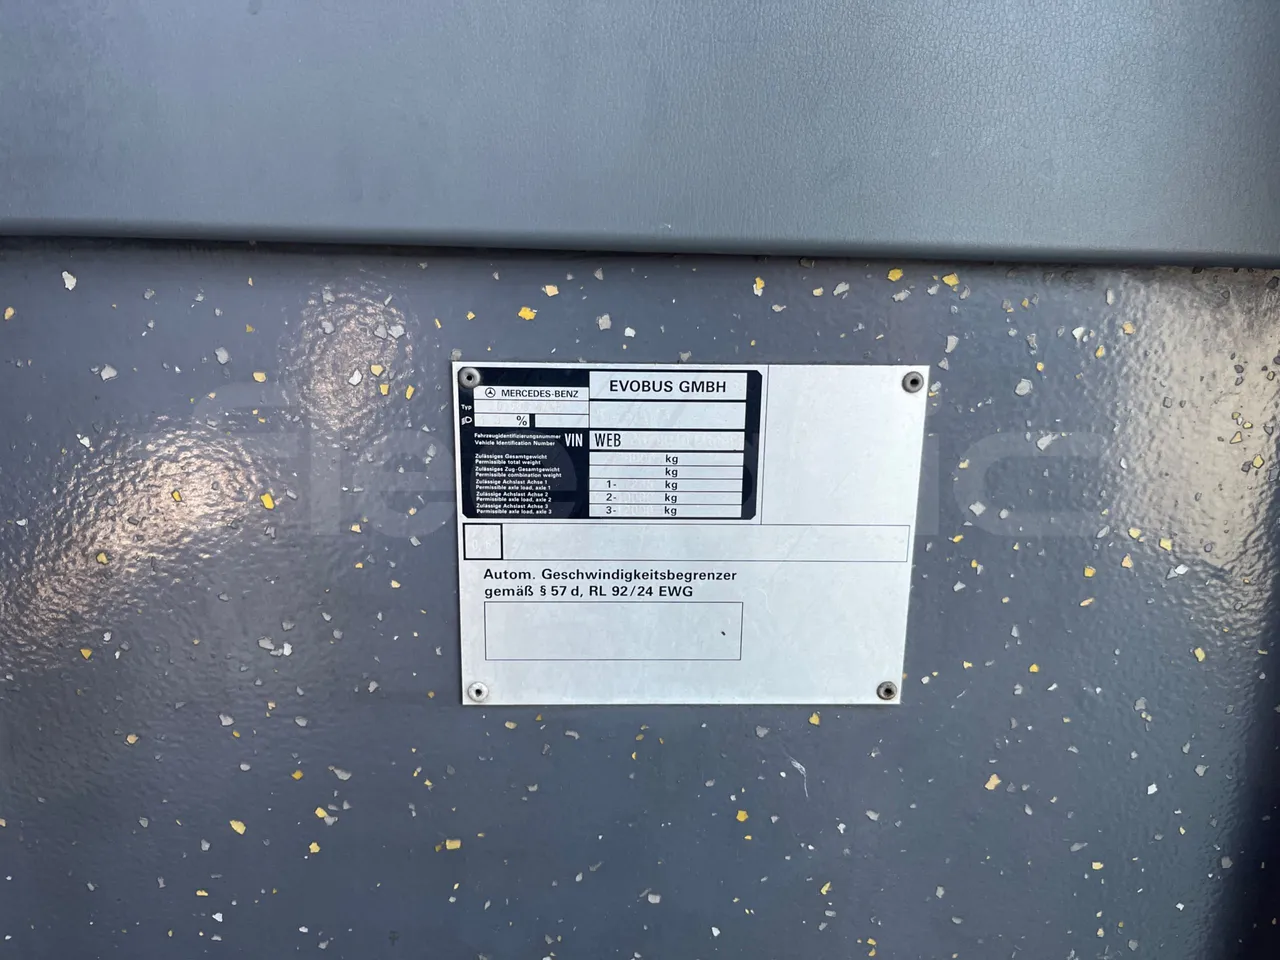 MERCEDES-BENZ
EVOBUS GMBH
Typ
%
Fahrzeugidentifizierungsnummer
Vehicle Identification Number
VIN
WEB
Zulässiges Gesamtgewicht
Permissible total weight
kg
Zulässiges Zug-Gesamtgewicht
Permissible combination weight
kg
Zulässige Achslast Achse 1
Permissible axle load, axle 1
1- kg
Zulässige Achslast Achse 2
Permissible axle load, axle 2
2- kg
Zulässige Achslast Achse 3
Permissible axle load, axle 3
3- kg
Autom. Geschwindigkeitsbegrenzer
gemäß § 57 d, RL 92/24 EWG